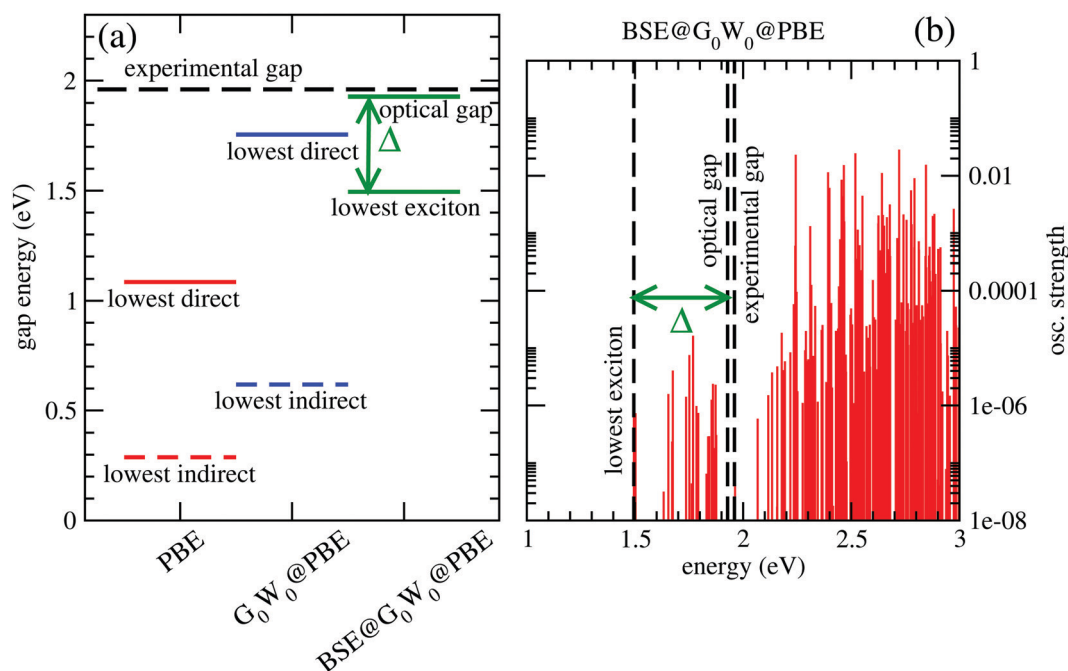 (a)
experimental gap
optical gap
lowest direct
Δ
lowest exciton
lowest direct
lowest indirect
lowest indirect
gap energy (eV)
2
1.5
1
0.5
0
PBE
G₀W₀@PBE
BSE@G₀W₀@PBE
BSE@G₀W₀@PBE
(b)
lowest exciton
Δ
optical gap
experimental gap
1
0.01
0.0001
1e-06
1e-08
osc. strength
1
1.5
2
2.5
3
energy (eV)